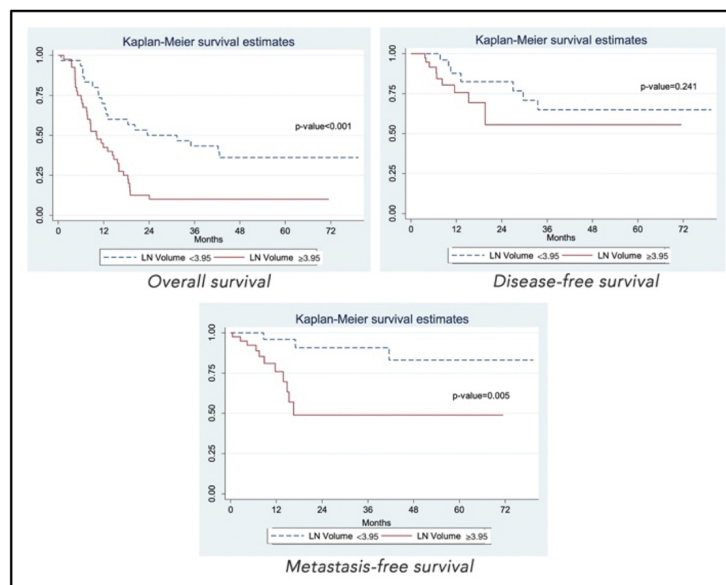 Kaplan-Meier survival estimates
1.00
0.75
0.50
0.25
0.00
p-value<0.001
0 12 24 36 48 60 72
Months
LN Volume <3.95 LN Volume ≥3.95
Overall survival
Kaplan-Meier survival estimates
1.00
0.75
0.50
0.25
0.00
p-value=0.241
0 12 24 36 48 60 72
Months
LN Volume <3.95 LN Volume ≥3.95
Disease-free survival
Kaplan-Meier survival estimates
1.00
0.75
0.50
0.25
0.00
p-value=0.005
0 12 24 36 48 60 72
Months
LN Volume <3.95 LN Volume ≥3.95
Metastasis-free survival